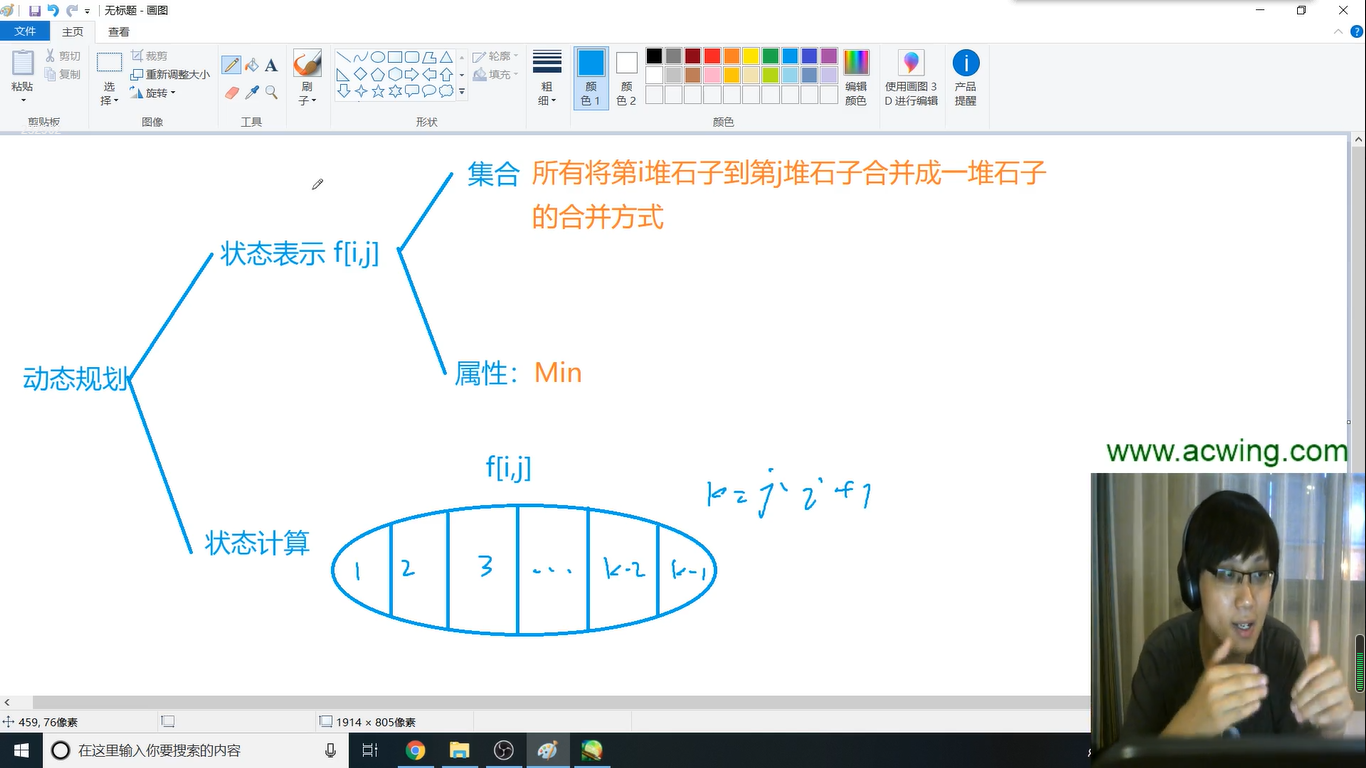 无标题 - 画图
文件
主页
查看
粘贴
剪切
复制
剪贴板
选择
裁剪
重新调整大小
旋转
图像
A
工具
刷子
形状
轮廓
填充
粗细
颜色 1
颜色 2
颜色
编辑颜色
使用画图 3D 进行编辑
产品提醒
集合 所有将第i堆石子到第j堆石子合并成一堆石子
的合并方式
状态表示 f[i,j]
属性： Min
动态规划
www.acwing.com
f[i,j]
k = j - i + 1
状态计算
1 2 3 ... k-2 k-1
459, 76像素
1914 × 805像素
在这里输入你要搜索的内容